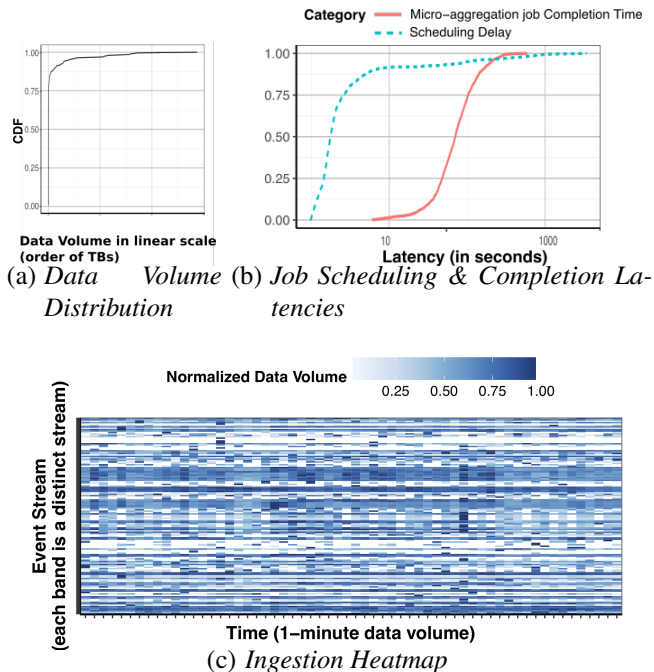 Category
Micro-aggregation job Completion Time
Scheduling Delay
1.00
0.75
0.50
0.25
0.00
CDF
Data Volume in linear scale
(order of TBs)
1.00
0.75
0.50
0.25
0.00
10
1000
Latency (in seconds)
(a) Data Volume
Distribution
(b) Job Scheduling & Completion La-
tencies
Normalized Data Volume
0.25 0.50 0.75 1.00
Event Stream
(each band is a distinct stream)
Time (1–minute data volume)
(c) Ingestion Heatmap